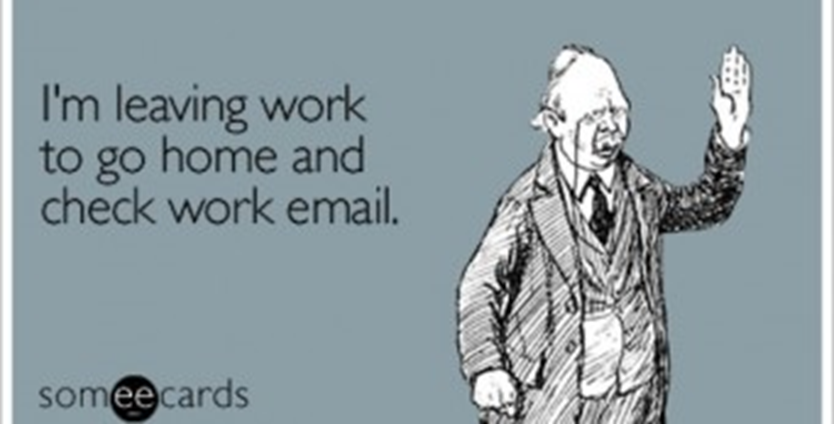 I'm leaving work
to go home and
check work email.
someecards